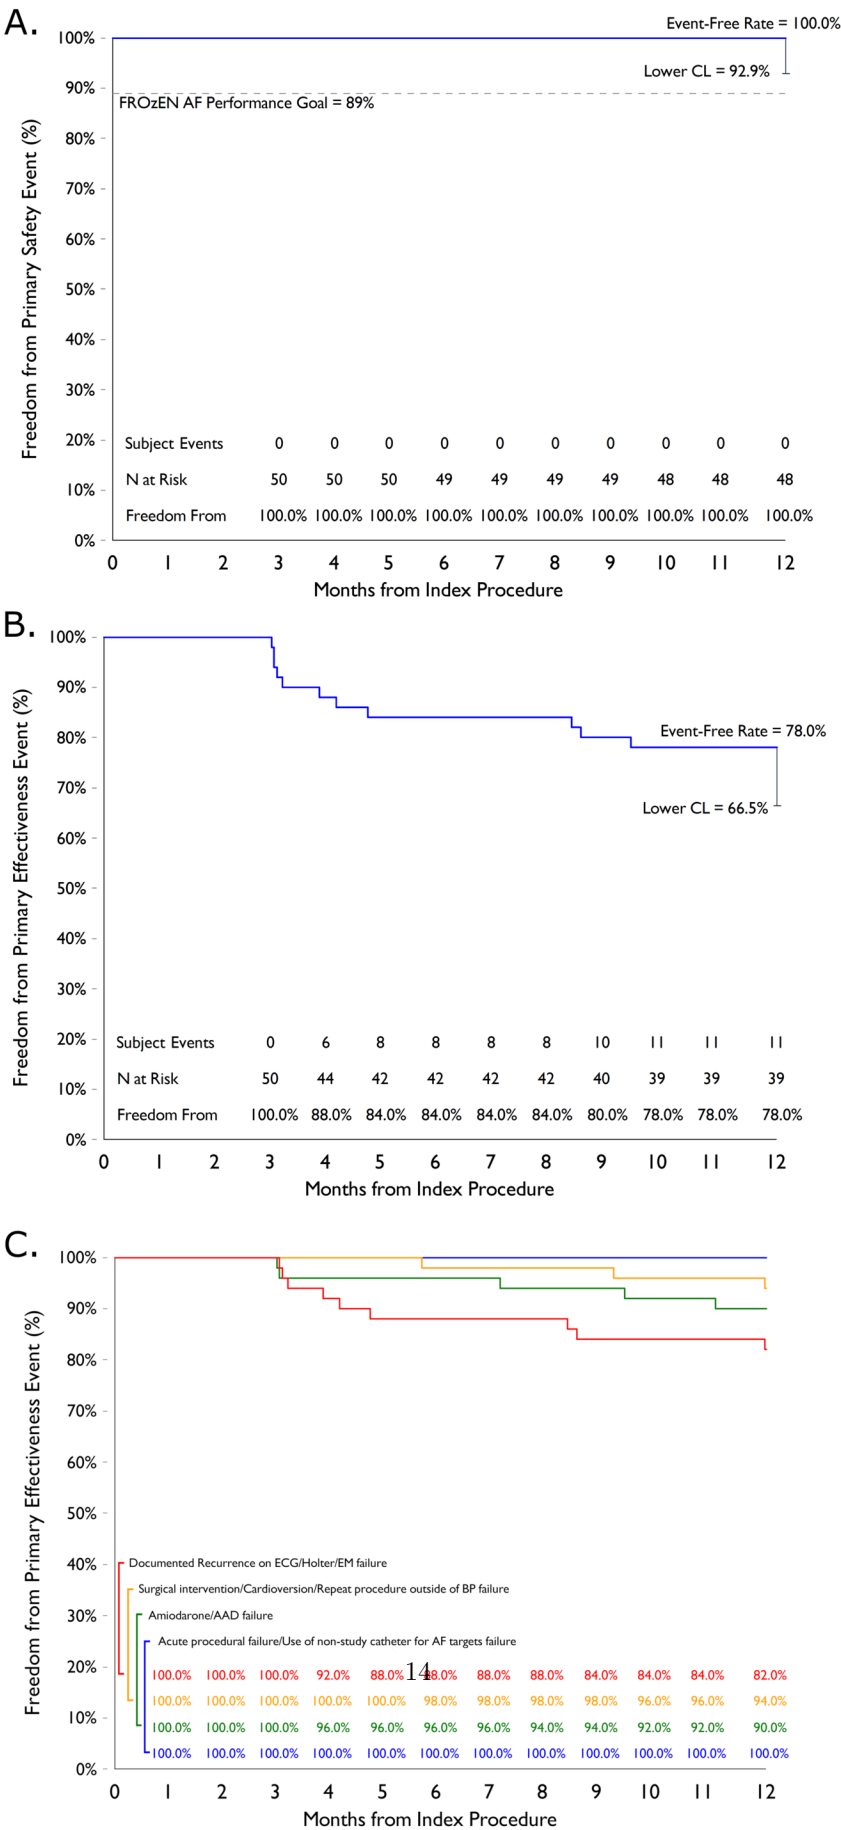 A.
Event-Free Rate = 100.0%
100%
Lower CL = 92.9%
90%
FROzEN AF Performance Goal = 89%
80%
70%
60%
50%
40%
30%
20%
10%
0%
Freedom from Primary Safety Event (%)
Subject Events 0 0 0 0 0 0 0 0 0 0
N at Risk 50 50 50 49 49 49 49 48 48 48
Freedom From 100.0% 100.0% 100.0% 100.0% 100.0% 100.0% 100.0% 100.0% 100.0% 100.0%
0 1 2 3 4 5 6 7 8 9 10 11 12
Months from Index Procedure
B.
100%
90%
Event-Free Rate = 78.0%
80%
70%
Lower CL = 66.5%
60%
50%
40%
30%
20%
10%
0%
Freedom from Primary Effectiveness Event (%)
Subject Events 0 6 8 8 8 8 10 11 11 11
N at Risk 50 44 42 42 42 42 40 39 39 39
Freedom From 100.0% 88.0% 84.0% 84.0% 84.0% 84.0% 80.0% 78.0% 78.0% 78.0%
0 1 2 3 4 5 6 7 8 9 10 11 12
Months from Index Procedure
C.
100%
90%
80%
70%
60%
50%
40%
30%
20%
10%
0%
Freedom from Primary Effectiveness Event (%)
Documented Recurrence on ECG/Holter/EM failure
Surgical intervention/Cardioversion/Repeat procedure outside of BP failure
Amiodarone/AAD failure
Acute procedural failure/Use of non-study catheter for AF targets failure
100.0% 100.0% 100.0% 92.0% 88.0% 88.0% 88.0% 88.0% 84.0% 84.0% 84.0% 82.0%
14
100.0% 100.0% 100.0% 100.0% 100.0% 98.0% 98.0% 98.0% 98.0% 96.0% 96.0% 94.0%
100.0% 100.0% 100.0% 96.0% 96.0% 96.0% 96.0% 94.0% 94.0% 92.0% 92.0% 90.0%
100.0% 100.0% 100.0% 100.0% 100.0% 100.0% 100.0% 100.0% 100.0% 100.0% 100.0% 100.0%
0 1 2 3 4 5 6 7 8 9 10 11 12
Months from Index Procedure